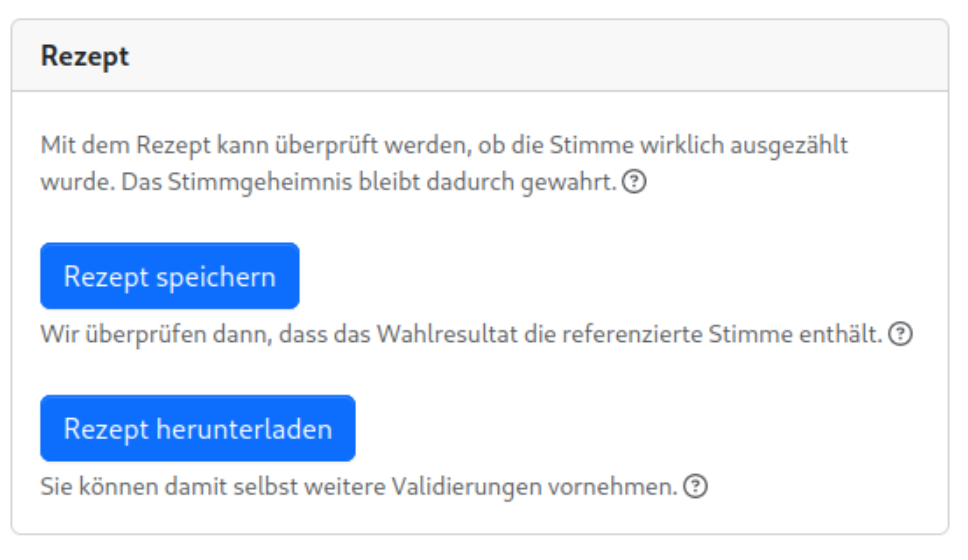 Rezept
Mit dem Rezept kann überprüft werden, ob die Stimme wirklich ausgezählt
wurde. Das Stimmgeheimnis bleibt dadurch gewahrt. ?
Rezept speichern
Wir überprüfen dann, dass das Wahlresultat die referenzierte Stimme enthält. ?
Rezept herunterladen
Sie können damit selbst weitere Validierungen vornehmen. ?